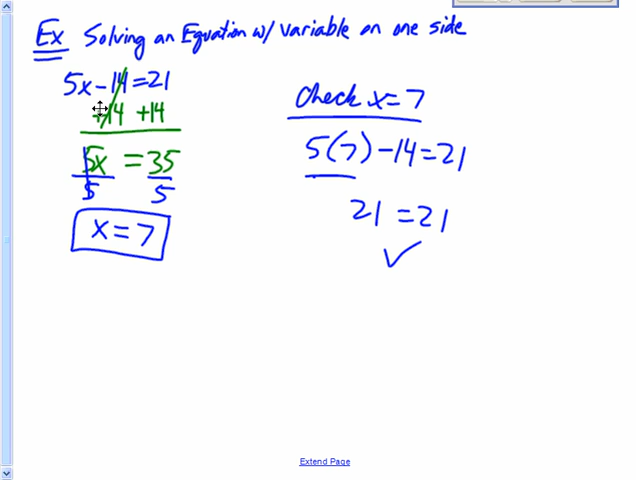 Ex Solving an Equation w/ Variable on one side
5x - 14 = 21
+14 +14
5x = 35
5 5
x = 7
Check x = 7
5(7) - 14 = 21
21 = 21
✓
Extend Page